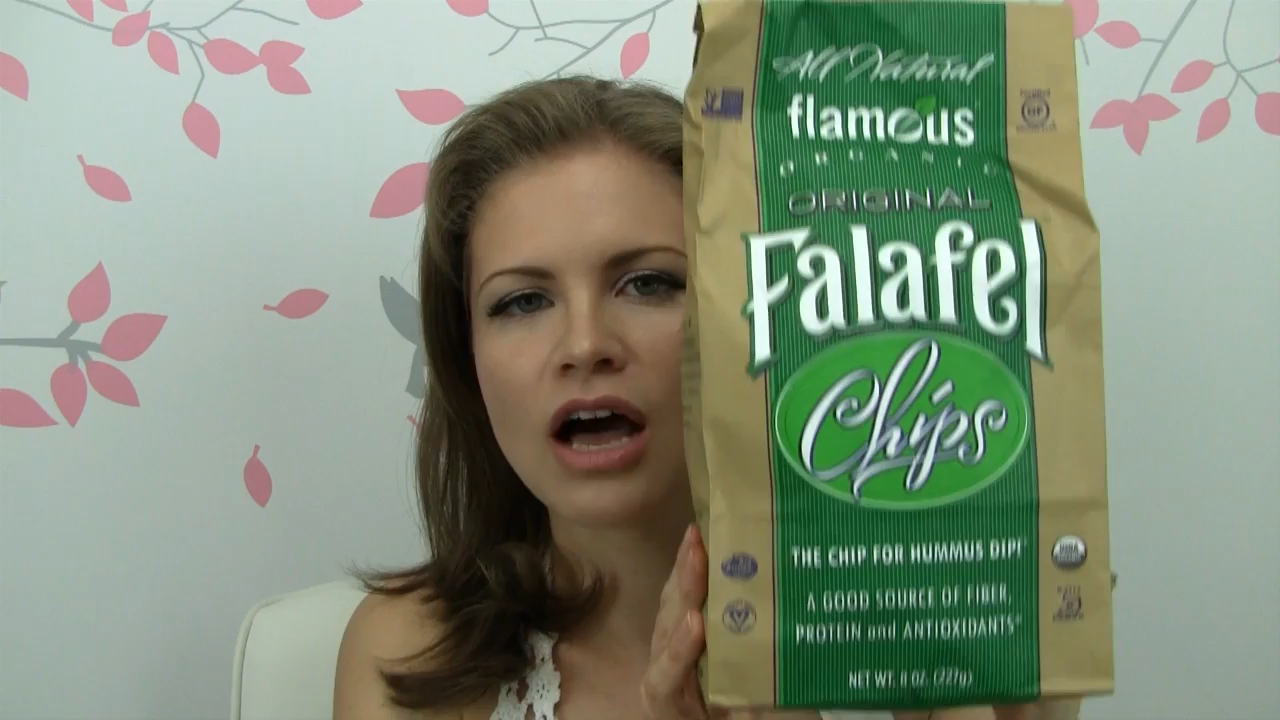 All Natural
flamous
ORGANIC
ORIGINAL
Falafel
Chips
THE CHIP FOR HUMMUS DIP!
A GOOD SOURCE OF FIBER,
PROTEIN and ANTIOXIDANTS*
NET WT. 8 OZ. (227g)
USDA